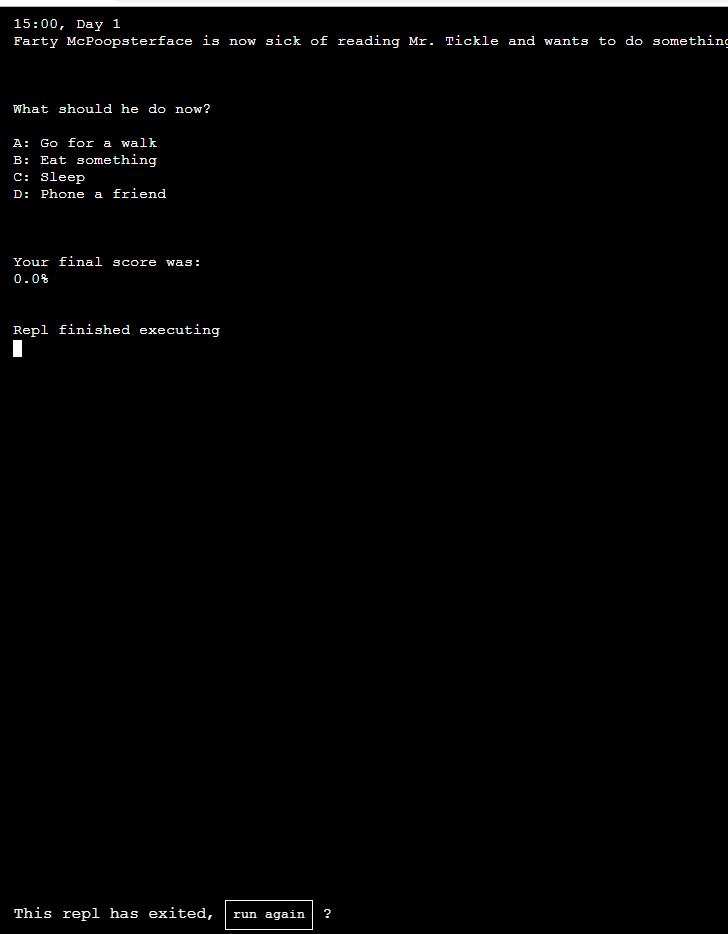 15:00, Day 1
Farty McPoopsterface is now sick of reading Mr. Tickle and wants to do something
What should he do now?
A: Go for a walk
B: Eat something
C: Sleep
D: Phone a friend
Your final score was:
0.0%
Repl finished executing
This repl has exited, run again ?